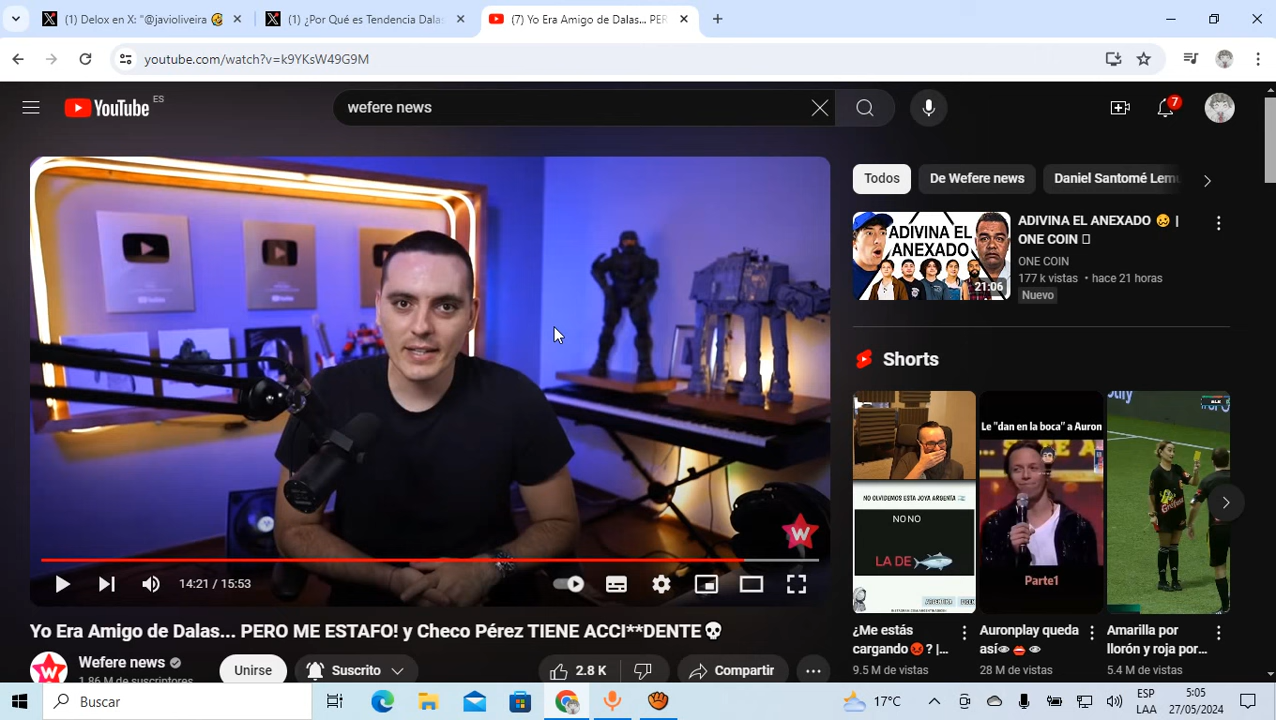 (1) Delox en X: "@javioliveira
(1) ¿Por Qué es Tendencia Dalas
(7) Yo Era Amigo de Dalas... PER
youtube.com/watch?v=k9YKsW49G9M
YouTube ES
wefere news
7
Todos
De Wefere news
Daniel Santomé Lemu
ADIVINA EL ANEXADO
21:06
ADIVINA EL ANEXADO 😖 |
ONE COIN
ONE COIN
177 k vistas • hace 21 horas
Nuevo
Shorts
NO OLVIDEMOS ESTA JOYA ARGENTA
NO NO
LA DE
Le "dan en la boca" a Auron
Parte1
W
14:21 / 15:53
¿Me estás
cargando😡? |...
9.5 M de vistas
Auronplay queda
así👁👄👁
28 M de vistas
Amarilla por
llorón y roja por...
5.4 M de vistas
Yo Era Amigo de Dalas... PERO ME ESTAFO! y Checo Pérez TIENE ACCI**DENTE💀
Wefere news
1.86 M de suscriptores
Unirse
Suscrito
2.8 K
Compartir
Buscar
17°C
ESP
LAA
5:05
27/05/2024